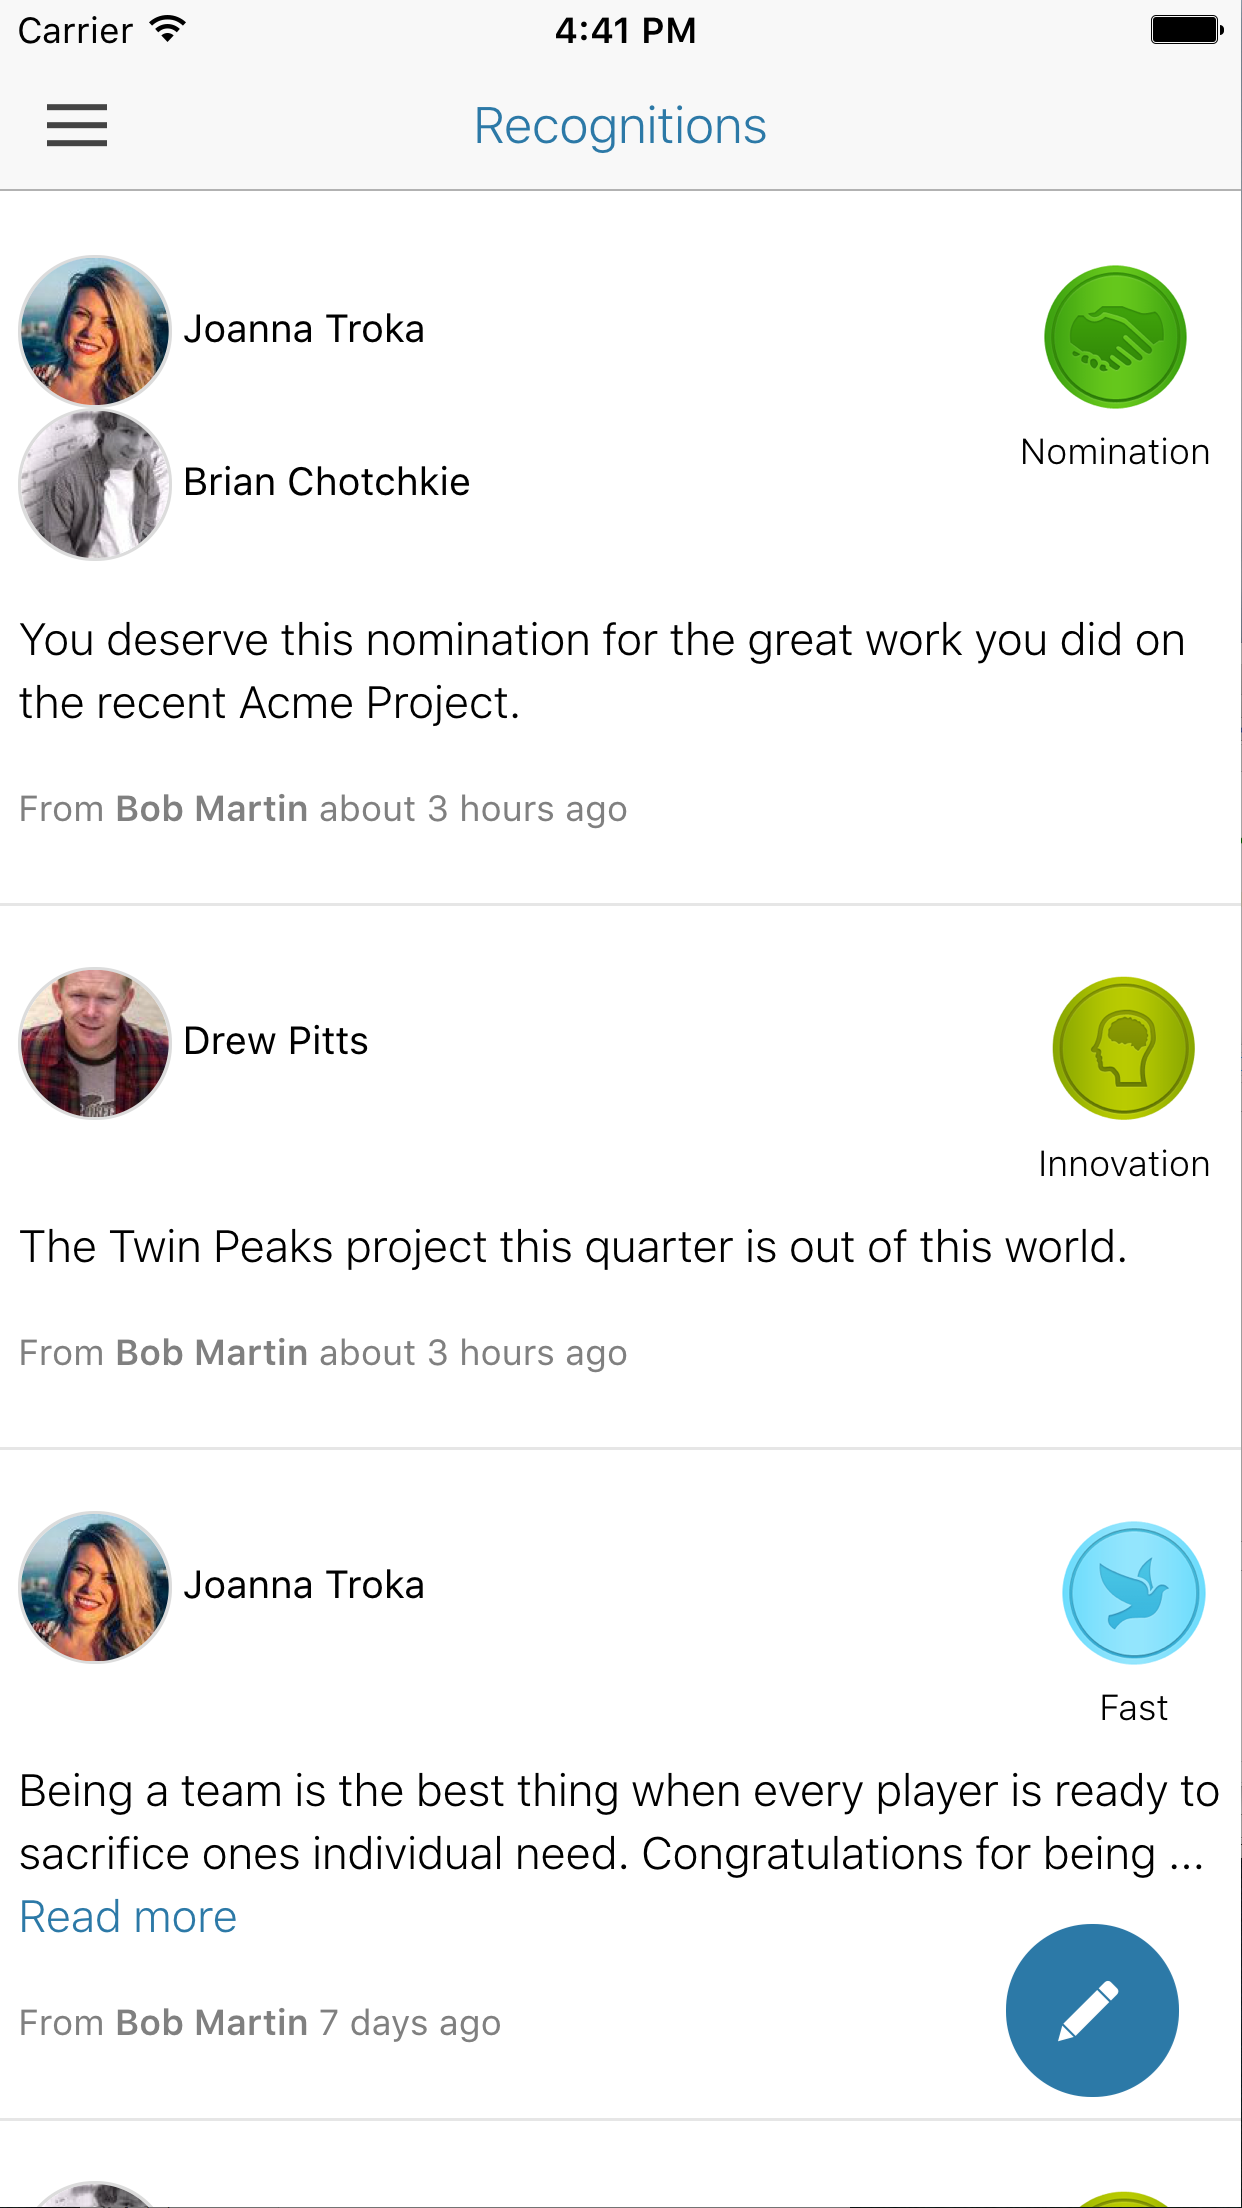 Carrier 4:41 PM
Recognitions
Joanna Troka
Nomination
Brian Chotchkie
You deserve this nomination for the great work you did on
the recent Acme Project.
From Bob Martin about 3 hours ago
Drew Pitts
Innovation
The Twin Peaks project this quarter is out of this world.
From Bob Martin about 3 hours ago
Joanna Troka
Fast
Being a team is the best thing when every player is ready to
sacrifice ones individual need. Congratulations for being ...
Read more
From Bob Martin 7 days ago